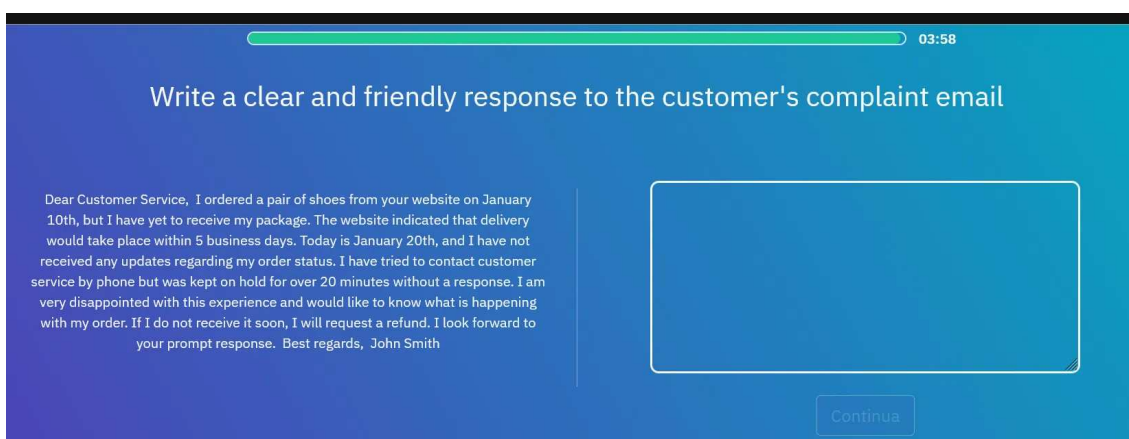 03:58
Write a clear and friendly response to the customer's complaint email
Dear Customer Service, I ordered a pair of shoes from your website on January
10th, but I have yet to receive my package. The website indicated that delivery
would take place within 5 business days. Today is January 20th, and I have not
received any updates regarding my order status. I have tried to contact customer
service by phone but was kept on hold for over 20 minutes without a response. I am
very disappointed with this experience and would like to know what is happening
with my order. If I do not receive it soon, I will request a refund. I look forward to
your prompt response. Best regards, John Smith
Continua